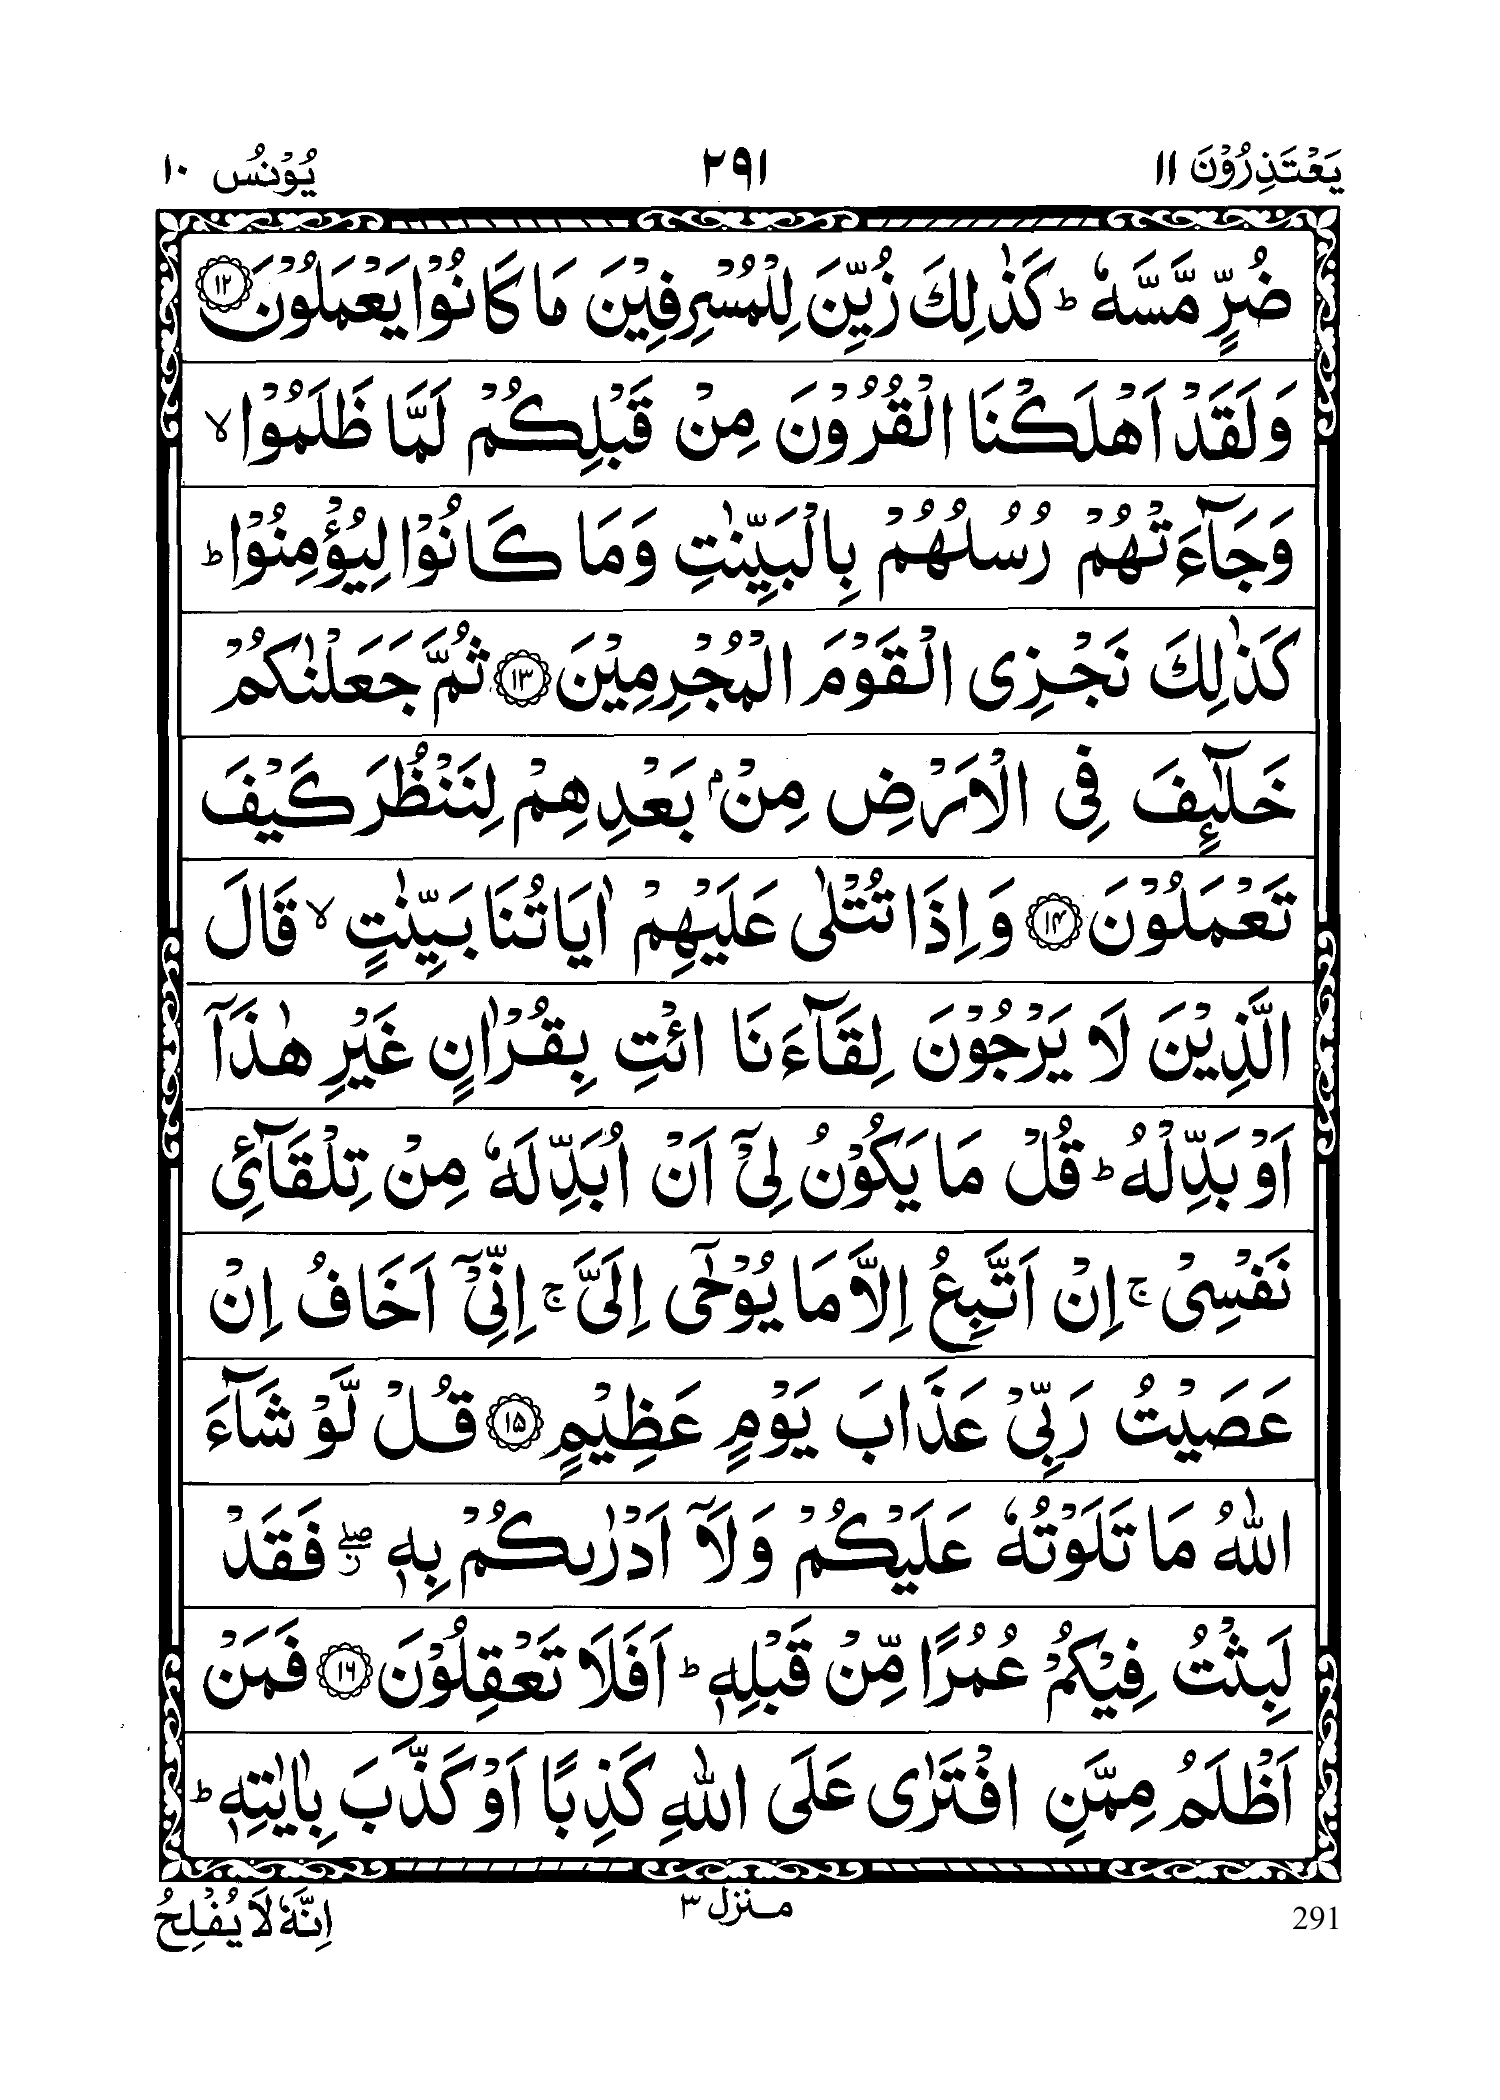 يَعْتَذِرُوْنَ ١١ ٢٩١ يُوْنُس ١٠
ضُرٍّ مَّسَّهٗ ؕ كَذٰلِكَ زُيِّنَ لِلْمُسْرِفِيْنَ مَا كَانُوْا يَعْمَلُوْنَ ١٢
وَلَقَدْ اَهْلَكْنَا الْقُرُوْنَ مِنْ قَبْلِكُمْ لَمَّا ظَلَمُوْا ۙ
وَجَآءَتْهُمْ رُسُلُهُمْ بِالْبَيِّنٰتِ وَمَا كَانُوْا لِيُؤْمِنُوْا ؕ
كَذٰلِكَ نَجْزِى الْقَوْمَ الْمُجْرِمِيْنَ ١٣ ثُمَّ جَعَلْنٰكُمْ
خَلٰٓئِفَ فِى الْاَرْضِ مِنْۢ بَعْدِهِمْ لِنَنْظُرَ كَيْفَ
تَعْمَلُوْنَ ١٤ وَاِذَا تُتْلٰى عَلَيْهِمْ اٰيَاتُنَا بَيِّنٰتٍ ۙ قَالَ
الَّذِيْنَ لَا يَرْجُوْنَ لِقَآءَنَا ائْتِ بِقُرْاٰنٍ غَيْرِ هٰذَآ
اَوْ بَدِّلْهُ ؕ قُلْ مَا يَكُوْنُ لِىْٓ اَنْ اُبَدِّلَهٗ مِنْ تِلْقَآئِ
نَفْسِىْ ۚ اِنْ اَتَّبِعُ اِلَّا مَا يُوْحٰٓى اِلَىَّ ۚ اِنِّىْٓ اَخَافُ اِنْ
عَصَيْتُ رَبِّىْ عَذَابَ يَوْمٍ عَظِيْمٍ ١٥ قُلْ لَّوْ شَآءَ
اللّٰهُ مَا تَلَوْتُهٗ عَلَيْكُمْ وَلَآ اَدْرٰىكُمْ بِهٖ ۖ فَقَدْ
لَبِثْتُ فِيْكُمْ عُمُرًا مِّنْ قَبْلِهٖ ؕ اَفَلَا تَعْقِلُوْنَ ١٦ فَمَنْ
اَظْلَمُ مِمَّنِ افْتَرٰى عَلَى اللّٰهِ كَذِبًا اَوْ كَذَّبَ بِاٰيٰتِهٖ ؕ
291 منزل ٣ اِنَّهٗ لَا يُفْلِحُ